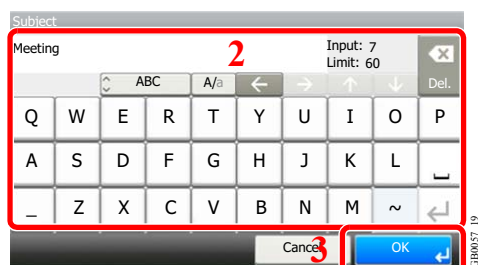 Subject
Meeting
2
Input: 7
Limit: 60
ABC A/a ← → ↑ ↓ Del.
Q W E R T Y U I O P
A S D F G H J K L
_ Z X C V B N M ~
Cancel 3 OK
GB0057_19